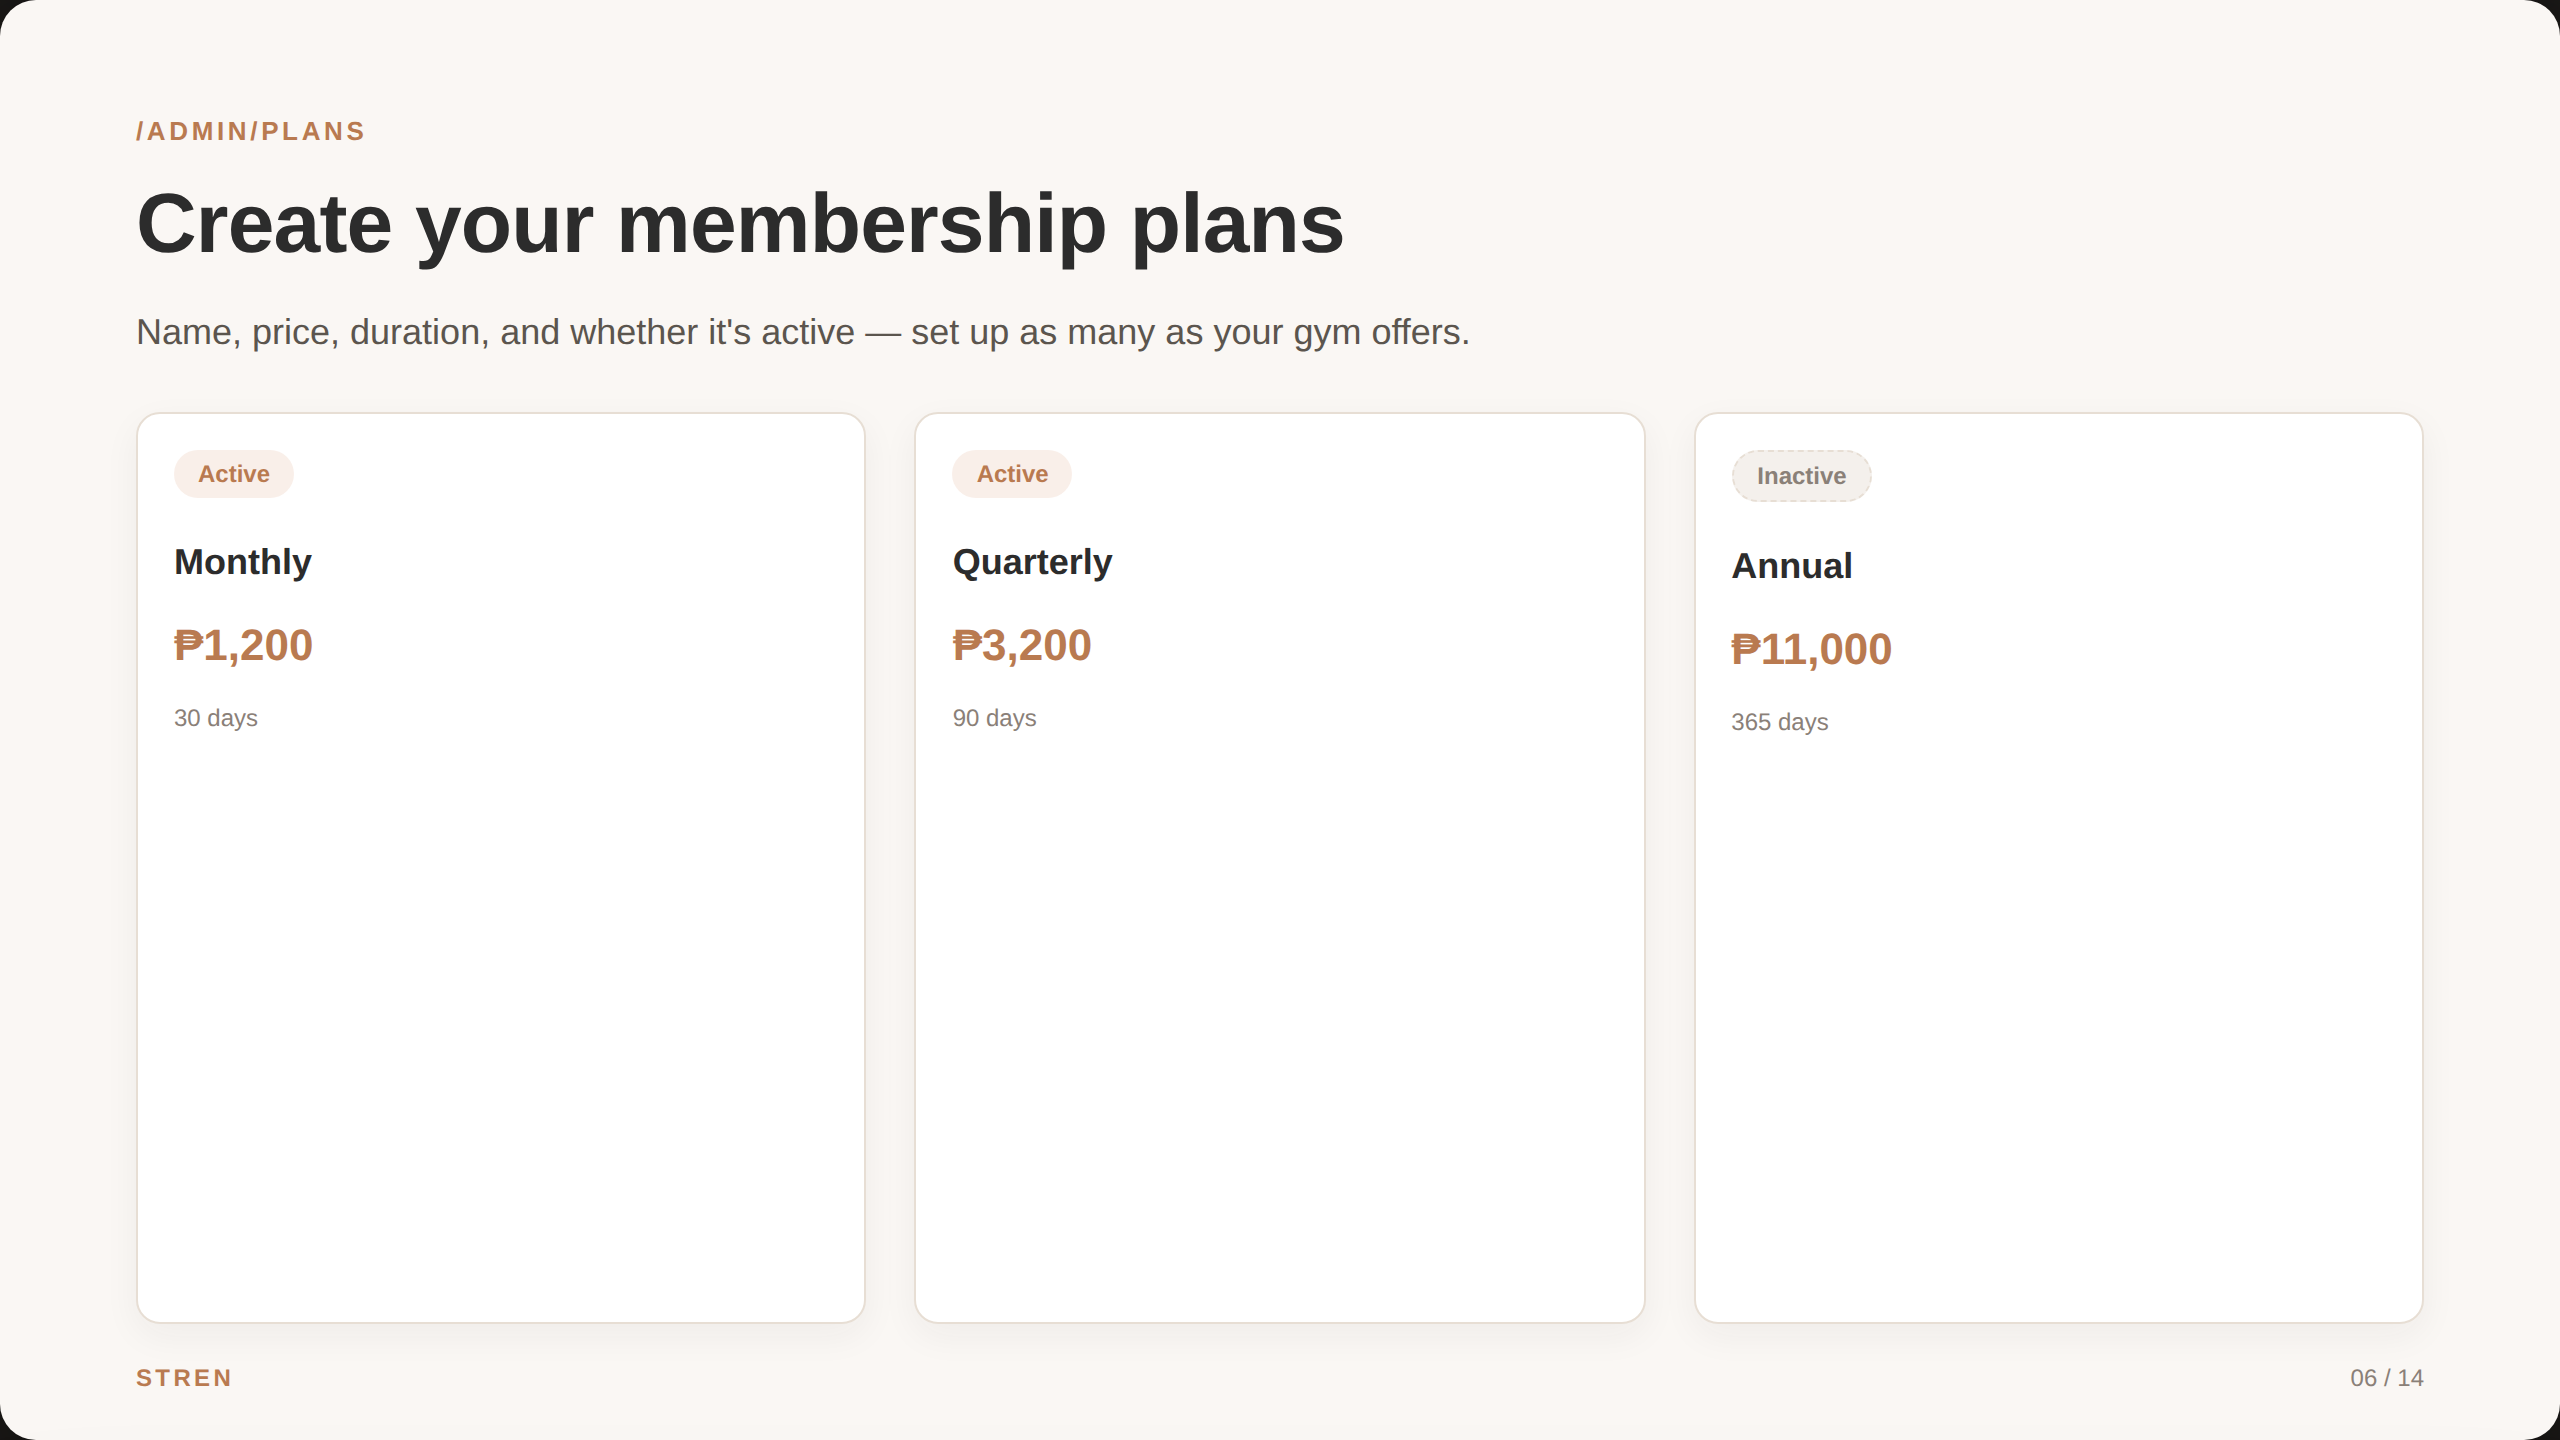 /ADMIN/PLANS
Create your membership plans
Name, price, duration, and whether it's active — set up as many as your gym offers.
Active
Monthly
₱1,200
30 days
Active
Quarterly
₱3,200
90 days
Inactive
Annual
₱11,000
365 days
STREN
06 / 14